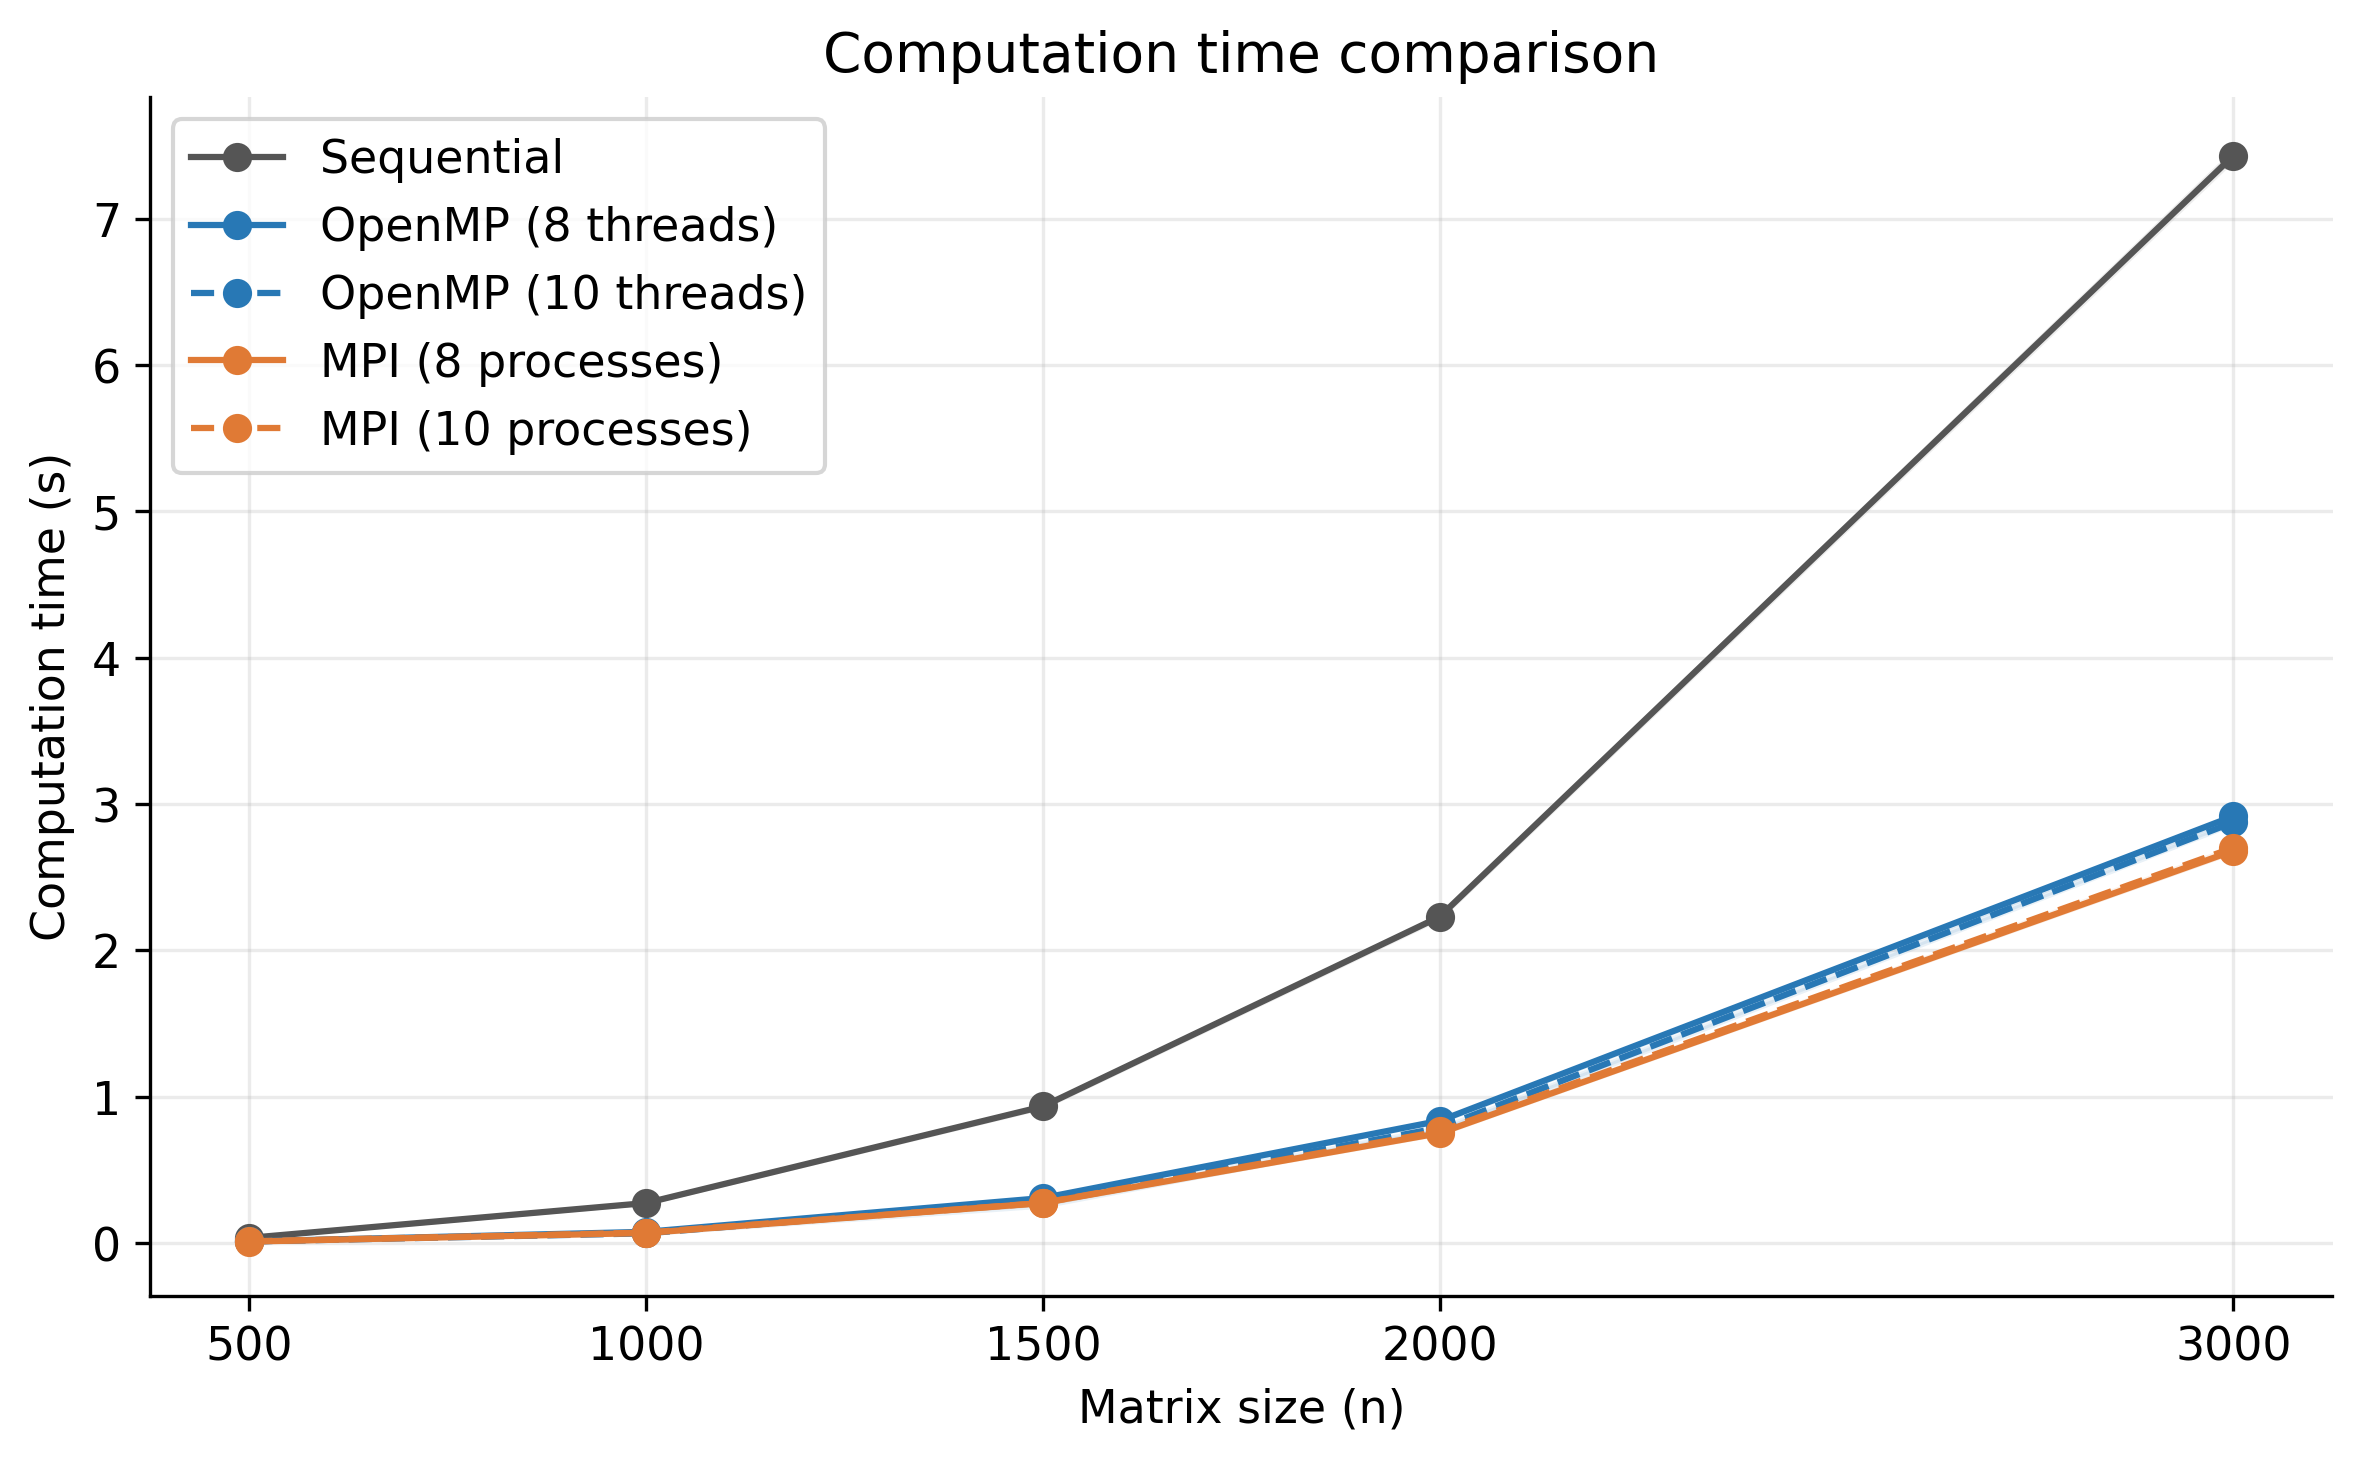 Computation time comparison
Sequential
OpenMP (8 threads)
OpenMP (10 threads)
MPI (8 processes)
MPI (10 processes)
Computation time (s)
7
6
5
4
3
2
1
0
500 1000 1500 2000 3000
Matrix size (n)